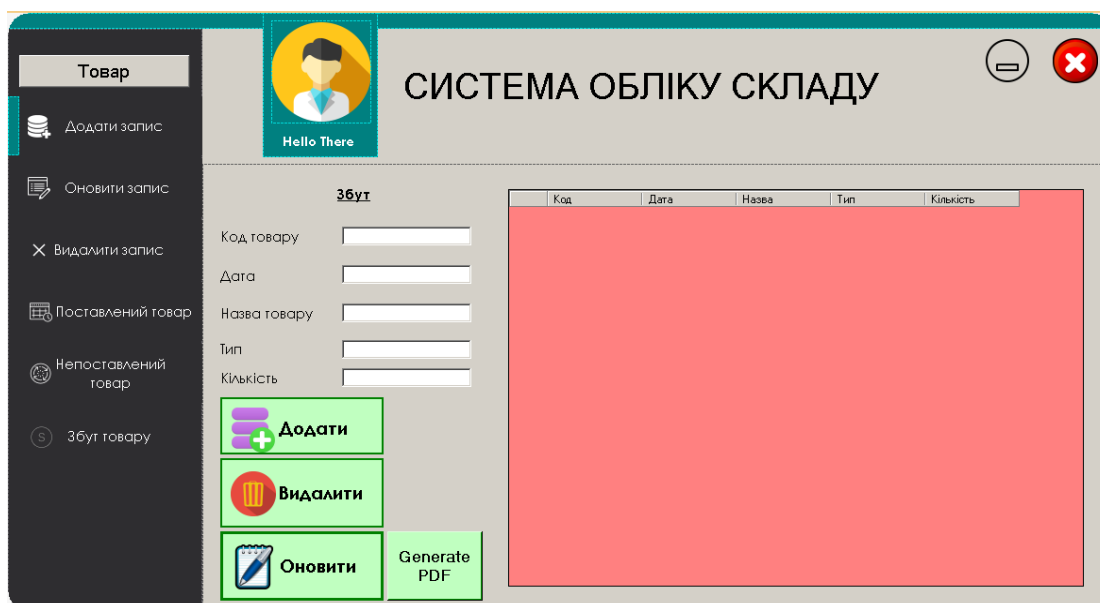 Товар
Додати запис
Оновити запис
Видалити запис
Поставлений товар
Непоставлений
товар
S
Збут товару
Hello There
СИСТЕМА ОБЛІКУ СКЛАДУ
Збут
Код товару
Дата
Назва товару
Тип
Кількість
Додати
Видалити
Оновити
Generate
PDF
Код Дата Назва Тип Кількість